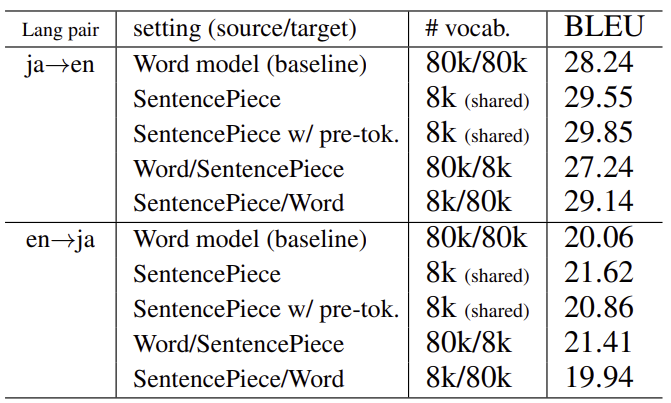 Lang pair setting (source/target) # vocab. BLEU
ja→en Word model (baseline) 80k/80k 28.24
SentencePiece 8k (shared) 29.55
SentencePiece w/ pre-tok. 8k (shared) 29.85
Word/SentencePiece 80k/8k 27.24
SentencePiece/Word 8k/80k 29.14
en→ja Word model (baseline) 80k/80k 20.06
SentencePiece 8k (shared) 21.62
SentencePiece w/ pre-tok. 8k (shared) 20.86
Word/SentencePiece 80k/8k 21.41
SentencePiece/Word 8k/80k 19.94